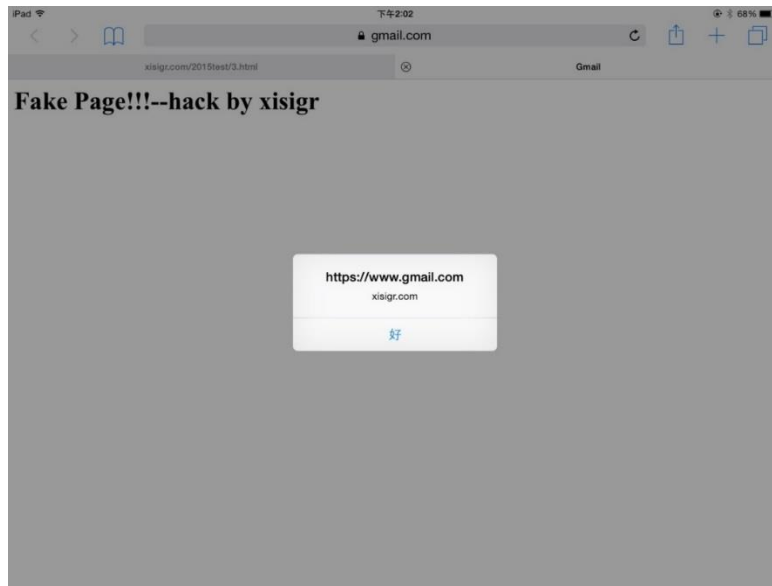 iPad 下午2:02 68%
gmail.com
xisigr.com/2015test/3.html Gmail
Fake Page!!!--hack by xisigr
https://www.gmail.com
xisigr.com
好